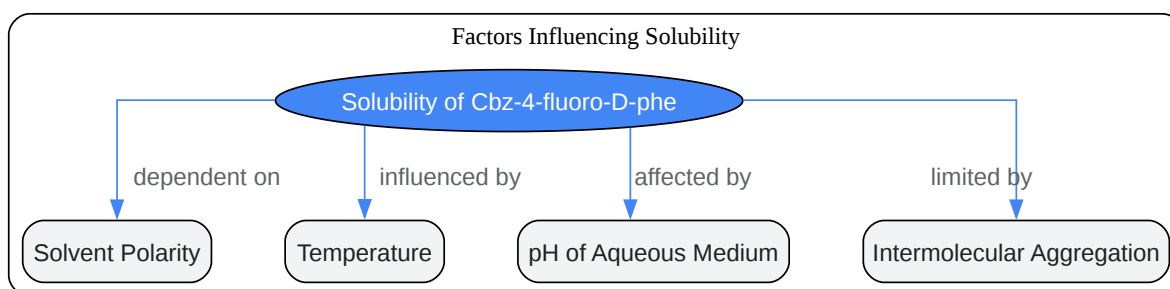 Factors Influencing Solubility
Solubility of Cbz-4-fluoro-D-phe
dependent on
influenced by
affected by
limited by
Solvent Polarity
Temperature
pH of Aqueous Medium
Intermolecular Aggregation